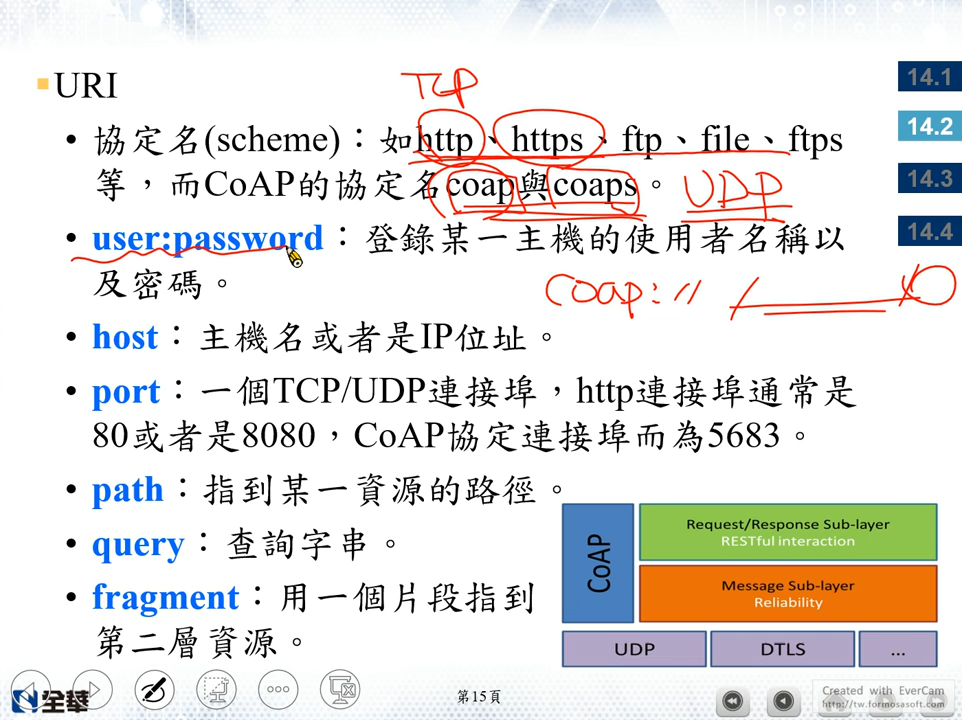 URI
TCP
14.1
• 協定名(scheme)：如http、https、ftp、file、ftps
14.2
等，而CoAP的協定名coap與coaps。
UDP
14.3
• user:password：登錄某一主機的使用者名稱以
14.4
及密碼。
coap://
• host：主機名或者是IP位址。
• port：一個TCP/UDP連接埠，http連接埠通常是
80或者是8080，CoAP協定連接埠而為5683。
• path：指到某一資源的路徑。
• query：查詢字串。
• fragment：用一個片段指到
第二層資源。
CoAP
Request/Response Sub-layer
RESTful interaction
Message Sub-layer
Reliability
UDP
DTLS
...
全華
第15頁
Created with EverCam
http://tw.formosasoft.com